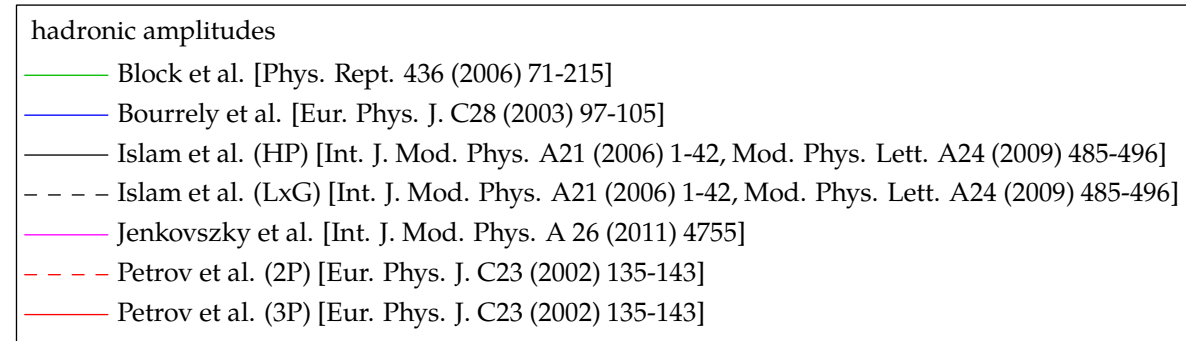 hadronic amplitudes
Block et al. [Phys. Rept. 436 (2006) 71-215]
Bourrely et al. [Eur. Phys. J. C28 (2003) 97-105]
Islam et al. (HP) [Int. J. Mod. Phys. A21 (2006) 1-42, Mod. Phys. Lett. A24 (2009) 485-496]
Islam et al. (LxG) [Int. J. Mod. Phys. A21 (2006) 1-42, Mod. Phys. Lett. A24 (2009) 485-496]
Jenkovszky et al. [Int. J. Mod. Phys. A 26 (2011) 4755]
Petrov et al. (2P) [Eur. Phys. J. C23 (2002) 135-143]
Petrov et al. (3P) [Eur. Phys. J. C23 (2002) 135-143]